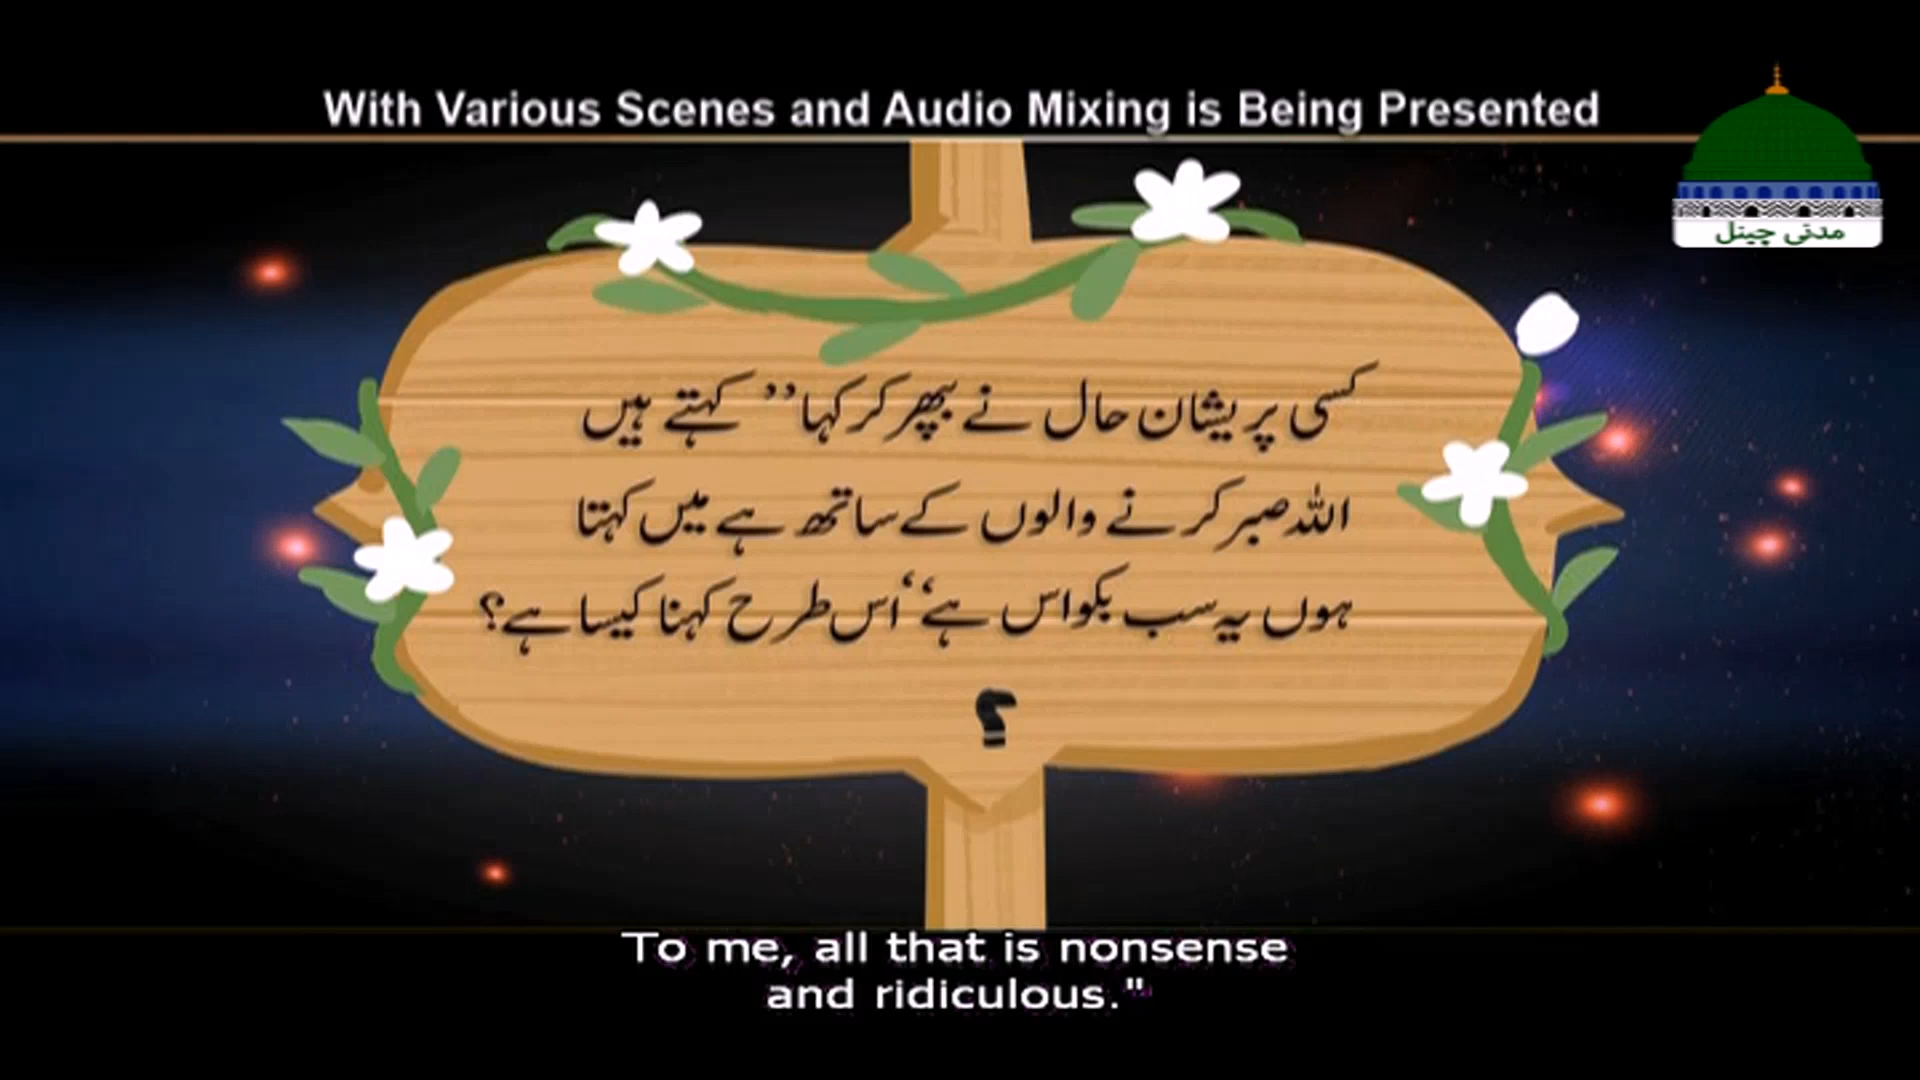 With Various Scenes and Audio Mixing is Being Presented
مدنی چینل
کسی پریشان حال نے بپھر کر کہا ’’ کہتے ہیں
اللہ صبر کرنے والوں کے ساتھ ہے میں کہتا
ہوں یہ سب بکواس ہے‘‘ اس طرح کہنا کیسا ہے؟
؟
To me, all that is nonsense
and ridiculous."